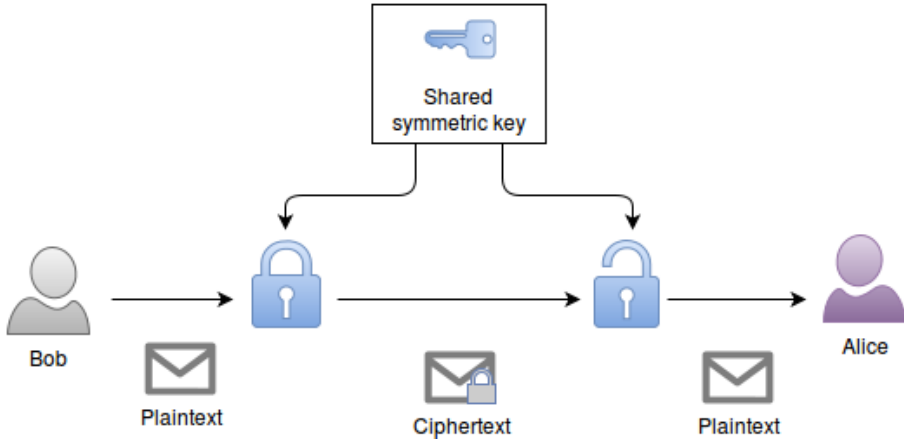 Shared
symmetric key
Bob
Alice
Plaintext
Ciphertext
Plaintext